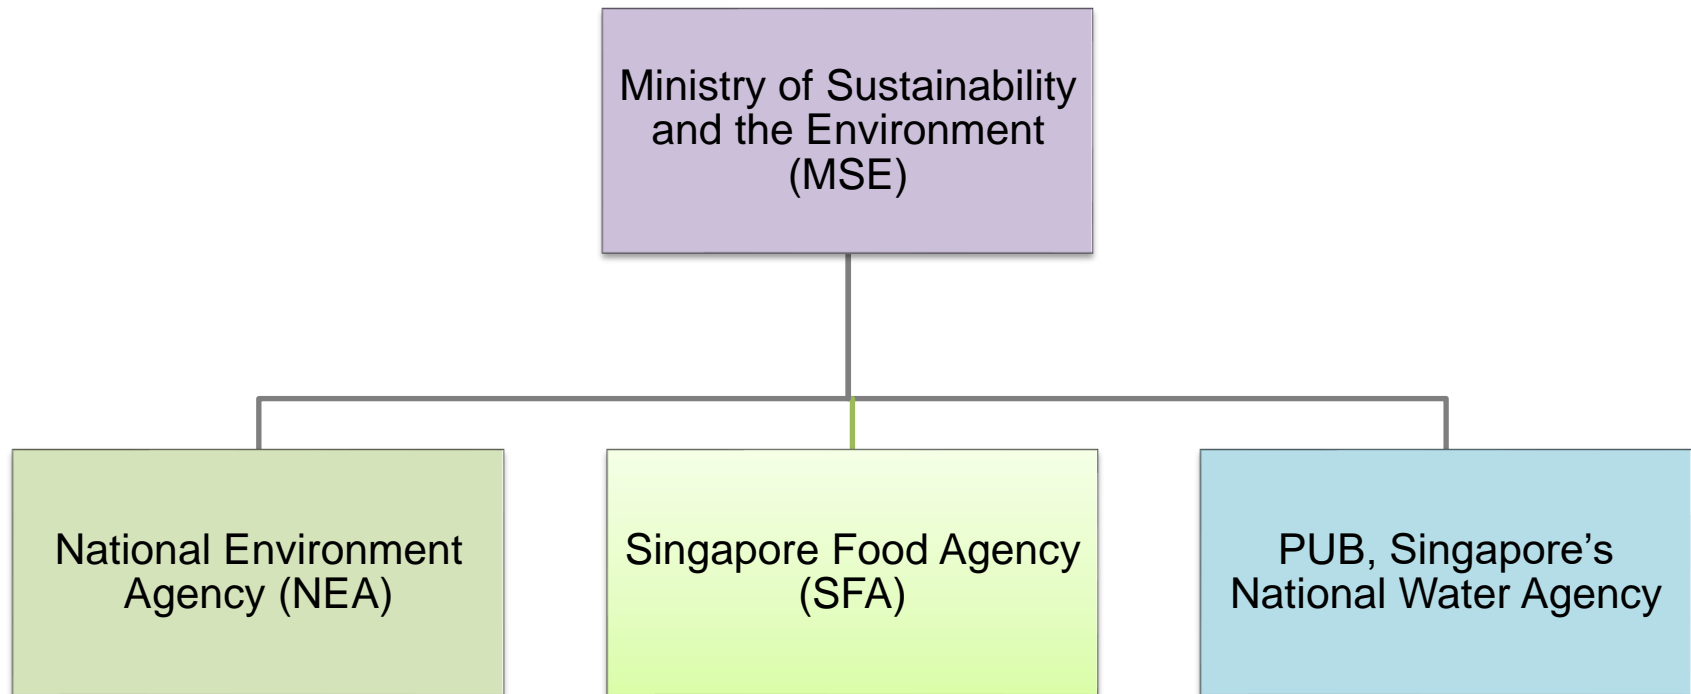 Ministry of Sustainability
and the Environment
(MSE)
National Environment
Agency (NEA)
Singapore Food Agency
(SFA)
PUB, Singapore’s
National Water Agency